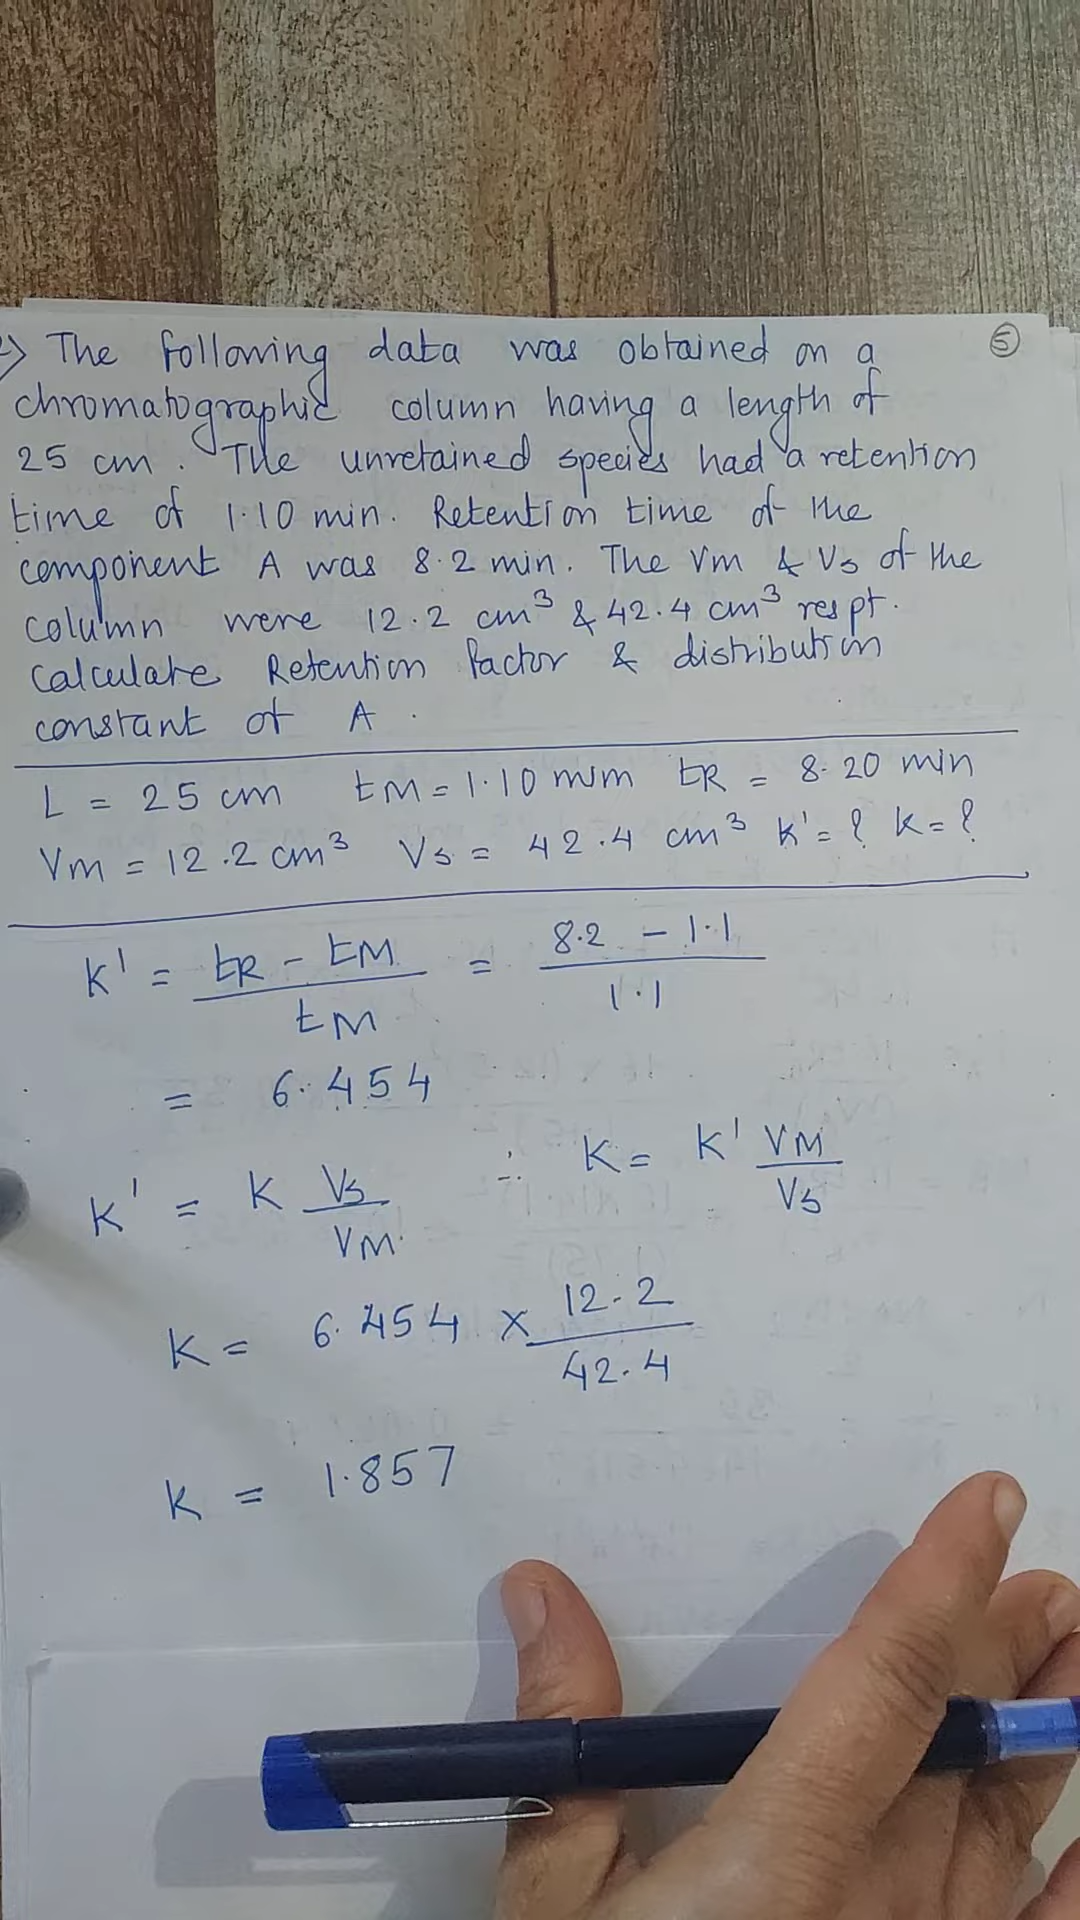 The following data was obtained on a
⑤
chromatographic column having a length of
25 cm. The unretained species had a retention
time of 1.10 min. Retention time of the
component A was 8.2 min. The Vm & Vs of the
column were 12.2 cm³ & 42.4 cm³ respt.
Calculate Retention factor & distribution
constant of A.
L = 25 cm tM = 1.10 min tR = 8.20 min
Vm = 12.2 cm³ Vs = 42.4 cm³ K' = ? K = ?
K' = tR - tM / tM = 8.2 - 1.1 / 1.1
= 6.454
K' = K Vs / VM ∴ K = K' VM / Vs
K = 6.454 × 12.2 / 42.4
K = 1.857